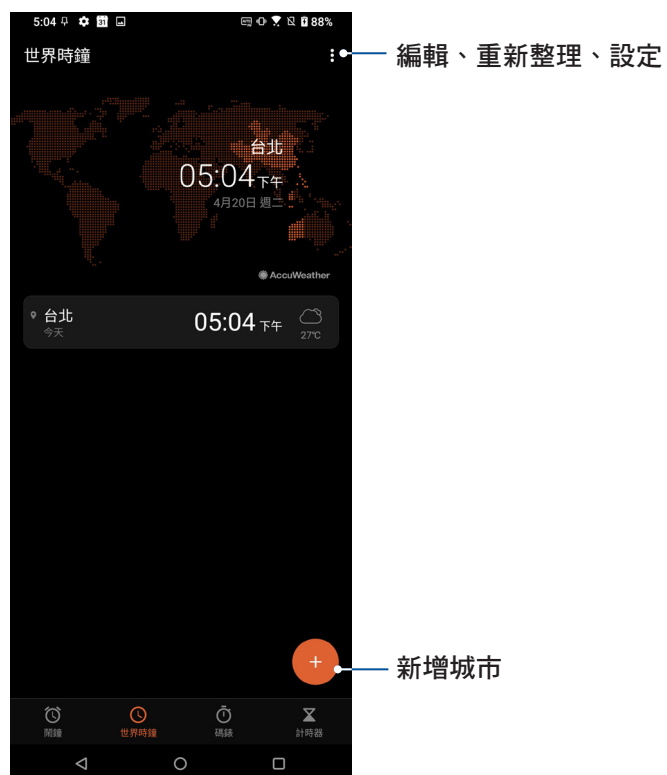 5:04 31 88%
世界時鐘
編輯、重新整理、設定
台北
05:04下午
4月20日 週二
AccuWeather
台北 05:04 下午
今天 27°C
+
新增城市
鬧鐘 世界時鐘 碼錶 計時器